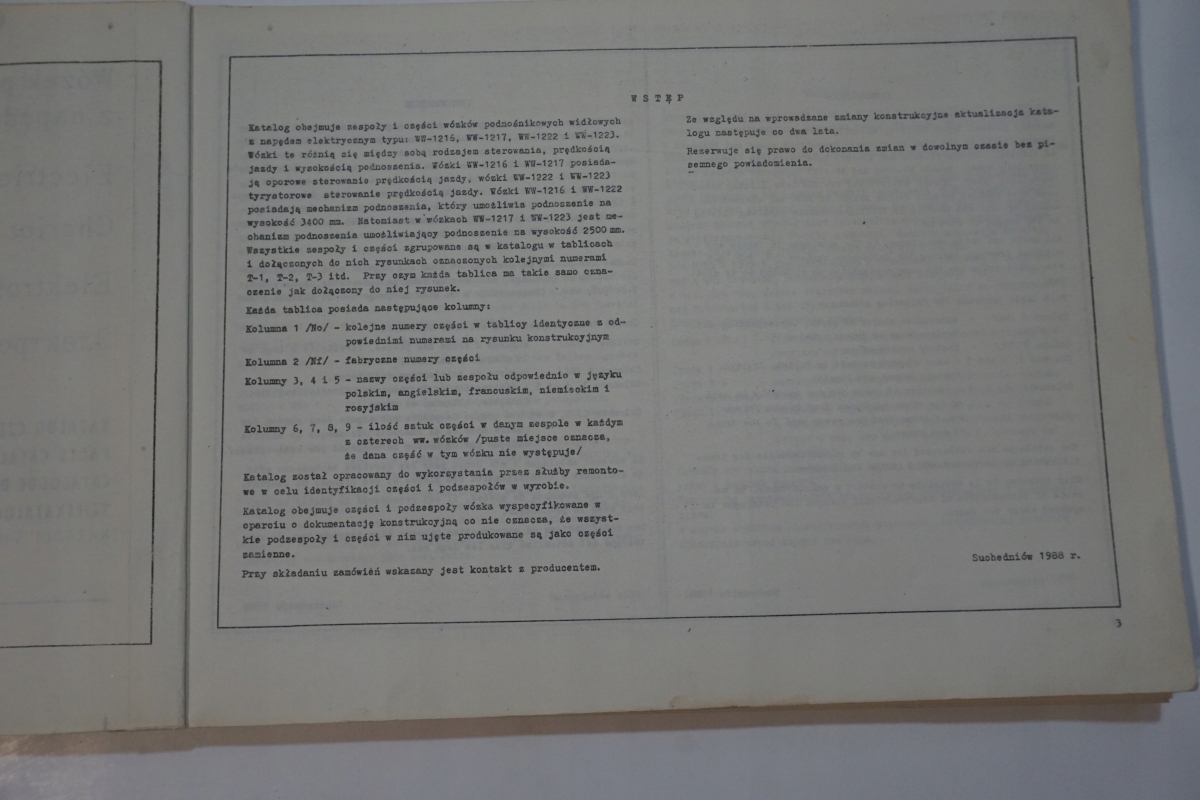 WSTĘP
Katalog obejmuje zespoły i części wózków podnośnikowych widłowych
z napędem elektrycznym typu: WW-1216, WW-1217, WW-1222 i WW-1223.
Wózki te różnią się między sobą rodzajem sterowania, prędkością
jazdy i wysokością podnoszenia. Wózki WW-1216 i WW-1217 posiada-
ją oporowe sterowanie prędkością jazdy, wózki WW-1222 i WW-1223
tyrystorowe sterowanie prędkością jazdy. Wózki WW-1216 i WW-1222
posiadają mechanizm podnoszenia, który umożliwia podnoszenie na
wysokość 3400 mm. Natomiast w wózkach WW-1217 i WW-1223 jest me-
chanizm podnoszenia umożliwiający podnoszenie na wysokość 2500 mm.
Wszystkie zespoły i części zgrupowane są w katalogu w tablicach
i dołączonych do nich rysunkach oznaczonych kolejnymi numerami
T-1, T-2, T-3 itd. Przy czym każda tablica ma takie samo ozna-
czenie jak dołączony do niej rysunek.
Każda tablica posiada następujące kolumny:
Kolumna 1 /No/ - kolejne numery części w tablicy identyczne z od-
powiednimi numerami na rysunku konstrukcyjnym
Kolumna 2 /Nf/ - fabryczne numery części
Kolumny 3, 4 i 5 - nazwy części lub zespołu odpowiednio w języku
polskim, angielskim, francuskim, niemieckim i
rosyjskim
Kolumny 6, 7, 8, 9 - ilość sztuk części w danym zespole w każdym
z czterech ww. wózków /puste miejsce oznacza,
że dana część w tym wózku nie występuje/
Katalog został opracowany do wykorzystania przez służby remonto-
we w celu identyfikacji części i podzespołów w wyrobie.
Katalog obejmuje części i podzespoły wózka wyspecyfikowane w
oparciu o dokumentację konstrukcyjną co nie oznacza, że wszyst-
kie podzespoły i części w nim ujęte produkowane są jako części
zamienne.
Przy składaniu zamówień wskazany jest kontakt z producentem.
Ze względu na wprowadzane zmiany konstrukcyjne aktualizacja kata-
logu następuje co dwa lata.
Rezerwuje się prawo do dokonania zmian w dowolnym czasie bez pi-
semnego powiadomienia.
Suchedniów 1988 r.
3